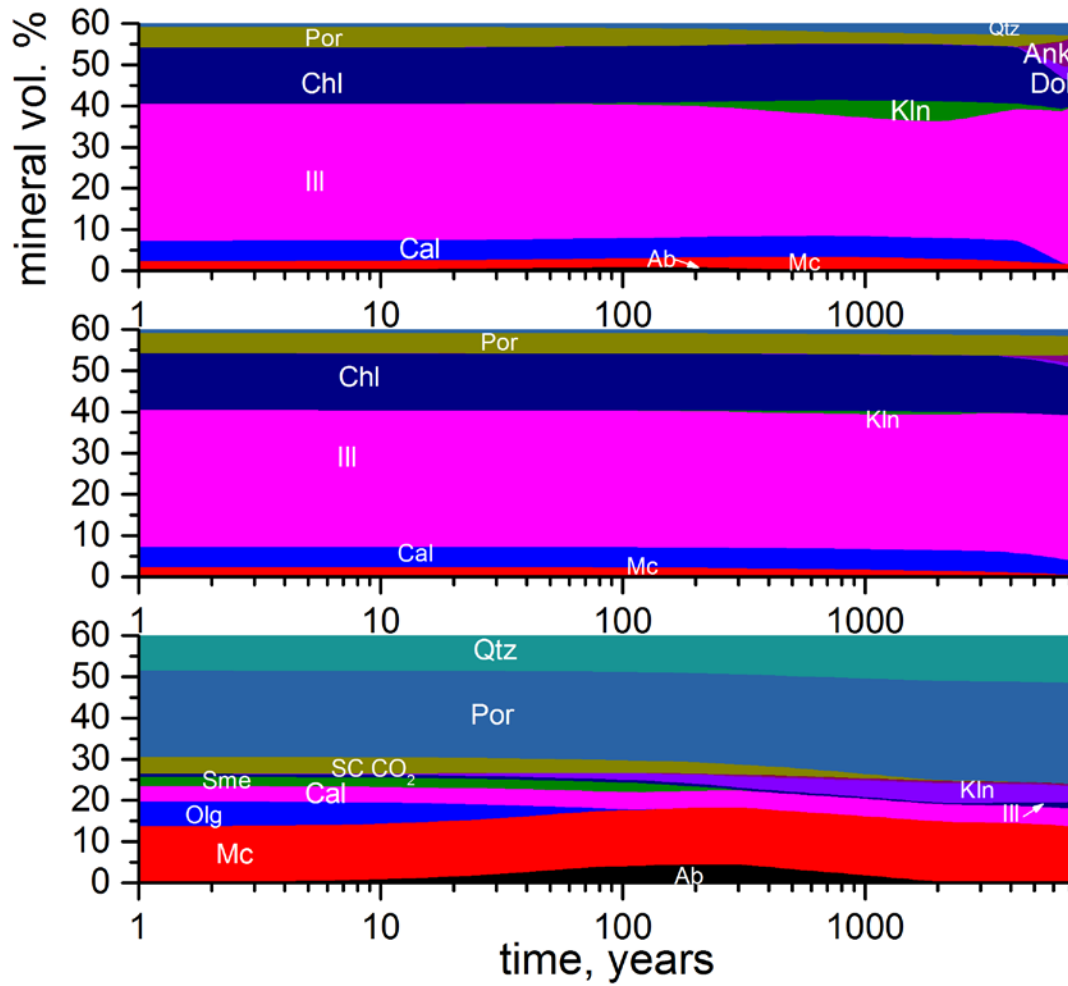 mineral vol. %
60
50
40
30
20
10
0
Por
Qtz
Ank
Chl
Dol
Kln
Ill
Cal
Ab
Mc
1
10
100
1000
60
50
40
30
20
10
0
Por
Chl
Kln
Ill
Cal
Mc
1
10
100
1000
60
50
40
30
20
10
0
Qtz
Por
SC CO₂
Sme
Cal
Kln
Olg
Ill
Mc
Ab
1
10
100
1000
time, years